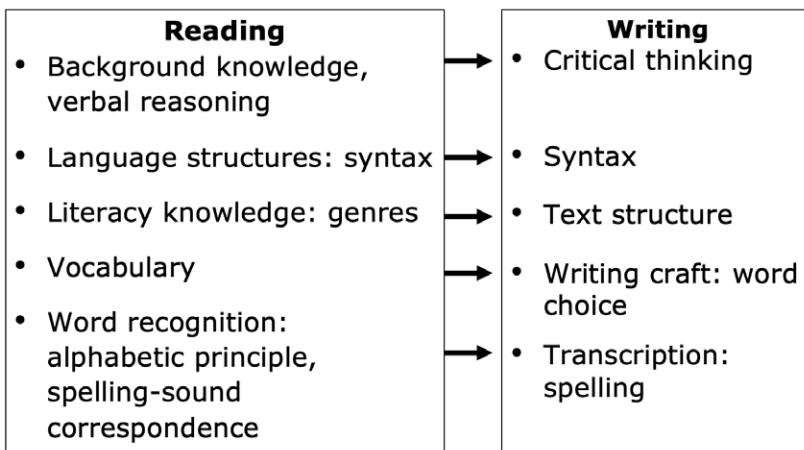 Reading
• Background knowledge,
verbal reasoning
• Language structures: syntax
• Literacy knowledge: genres
• Vocabulary
• Word recognition:
alphabetic principle,
spelling-sound
correspondence
Writing
• Critical thinking
• Syntax
• Text structure
• Writing craft: word
choice
• Transcription:
spelling